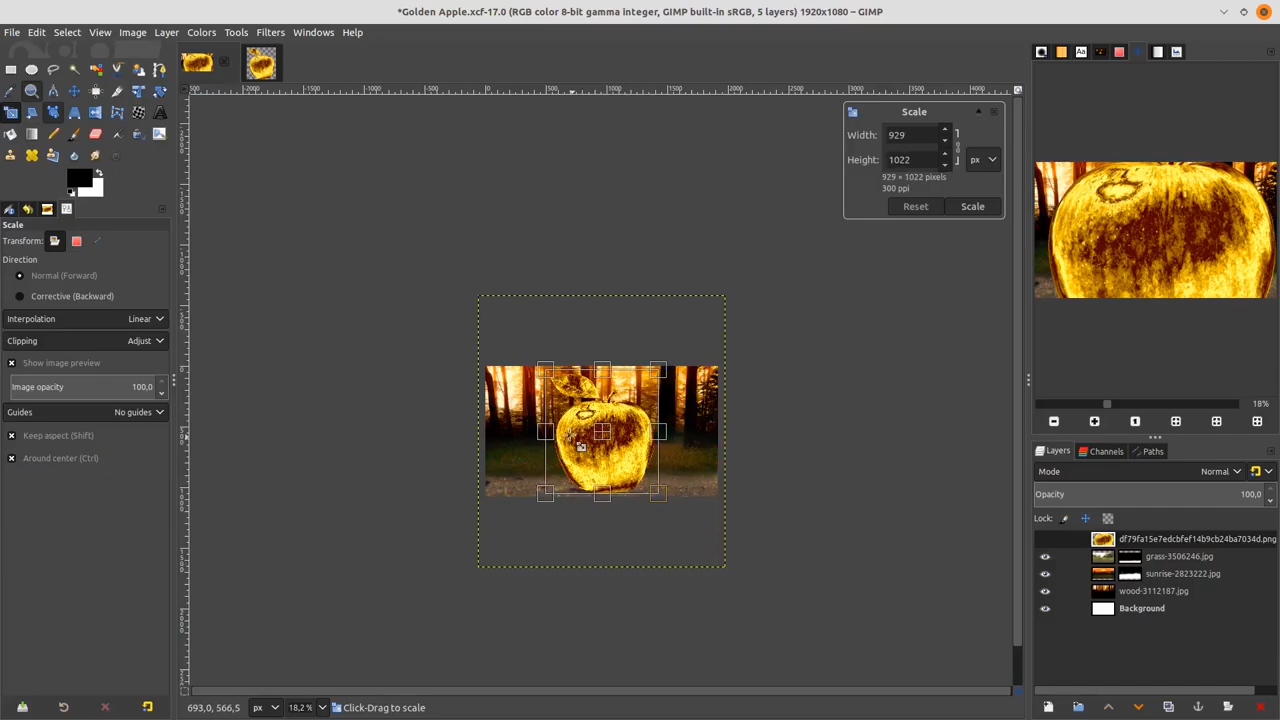 *Golden Apple.xcf-17.0 (RGB color 8-bit gamma integer, GIMP built-in sRGB, 5 layers) 1920x1080 – GIMP
File Edit Select View Image Layer Colors Tools Filters Windows Help
Scale
Width: 929
Height: 1022 px
929 × 1022 pixels
300 ppi
Reset Scale
Scale
Transform:
Direction
Normal (Forward)
Corrective (Backward)
Interpolation Linear
Clipping Adjust
Show image preview
Image opacity 100,0
Guides No guides
Keep aspect (Shift)
Around center (Ctrl)
18%
Layers Channels Paths
Mode Normal
Opacity 100,0
Lock:
df79fa15e7edcbfef14b9cb24ba7034d.png
grass-3506246.jpg
sunrise-2823222.jpg
wood-3112187.jpg
Background
693,0, 566,5 px 18,2 % Click-Drag to scale